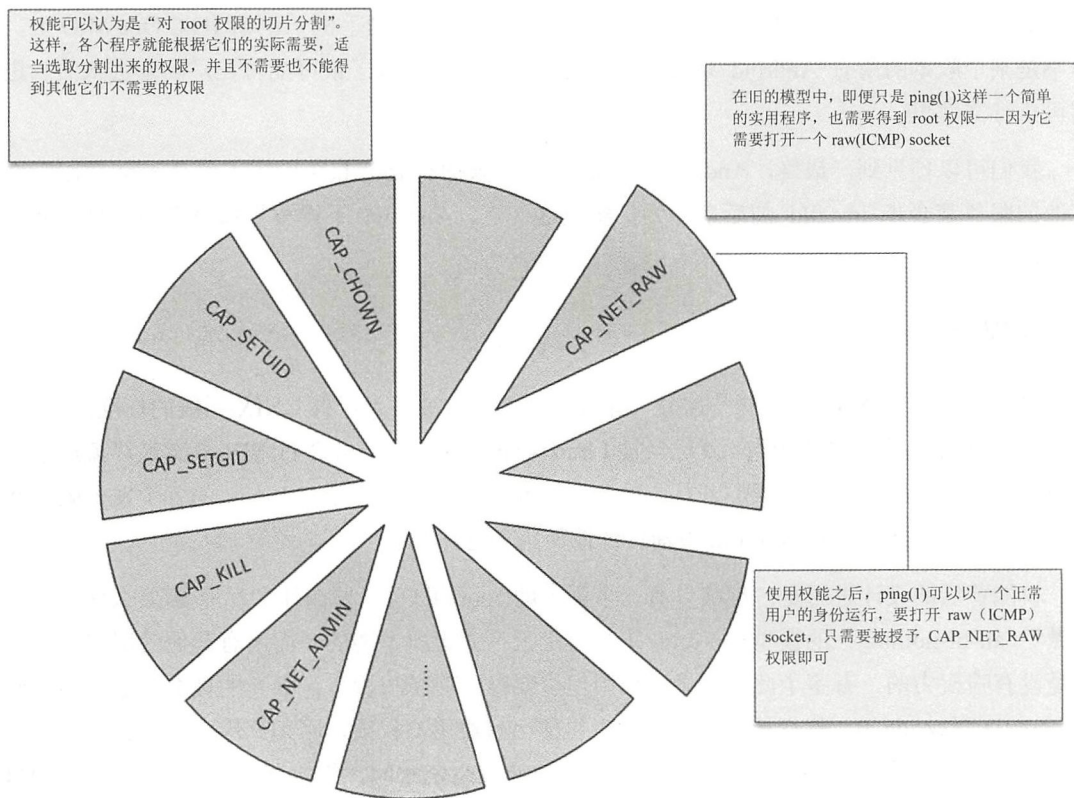 权能可以认为是“对 root 权限的切片分割”。
这样，各个程序就能根据它们的实际需要，适
当选取分割出来的权限，并且不需要也不能得
到其他它们不需要的权限
在旧的模型中，即便只是 ping(1)这样一个简单
的实用程序，也需要得到 root 权限——因为它
需要打开一个 raw(ICMP) socket
CAP_CHOWN
CAP_NET_RAW
CAP_SETUID
CAP_SETGID
CAP_KILL
CAP_NET_ADMIN
……
使用权能之后，ping(1)可以以一个正常
用户的身份运行，要打开 raw（ICMP）
socket，只需要被授予 CAP_NET_RAW
权限即可